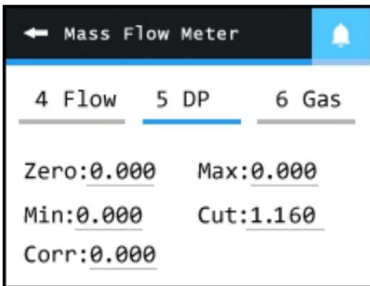 Mass Flow Meter
4 Flow 5 DP 6 Gas
Zero:0.000 Max:0.000
Min:0.000 Cut:1.160
Corr:0.000